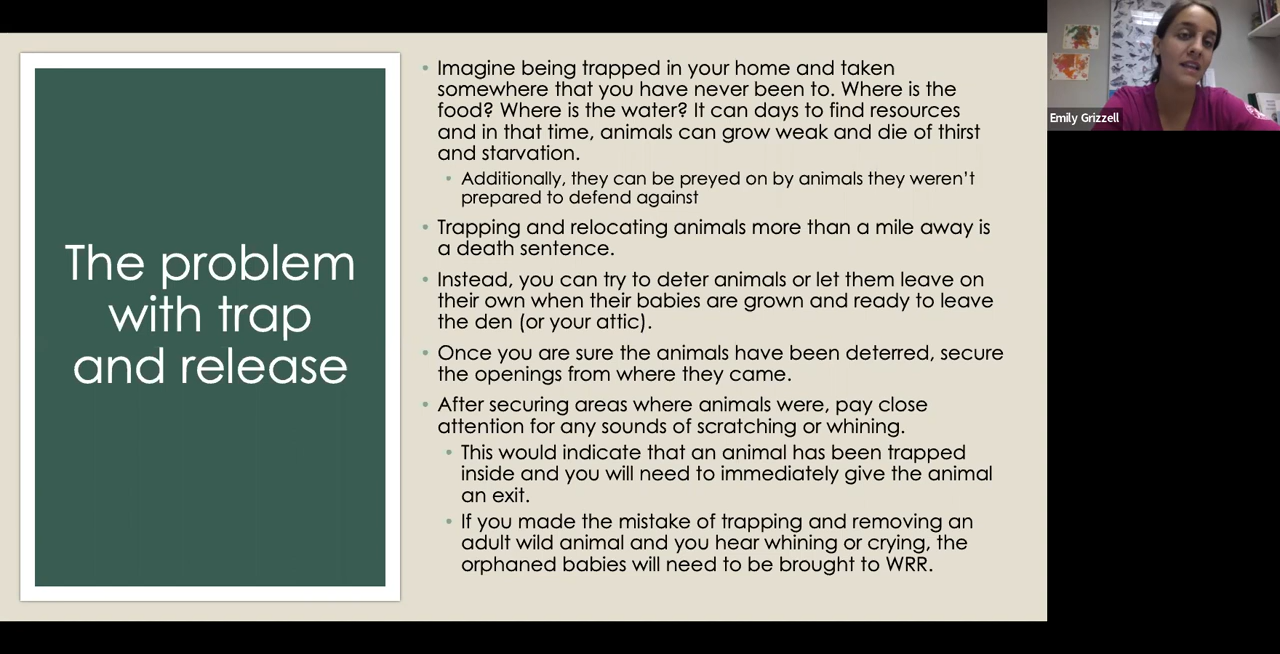 The problem
with trap
and release
• Imagine being trapped in your home and taken
somewhere that you have never been to. Where is the
food? Where is the water? It can days to find resources
and in that time, animals can grow weak and die of thirst
and starvation.
• Additionally, they can be preyed on by animals they weren't
prepared to defend against
• Trapping and relocating animals more than a mile away is
a death sentence.
• Instead, you can try to deter animals or let them leave on
their own when their babies are grown and ready to leave
the den (or your attic).
• Once you are sure the animals have been deterred, secure
the openings from where they came.
• After securing areas where animals were, pay close
attention for any sounds of scratching or whining.
• This would indicate that an animal has been trapped
inside and you will need to immediately give the animal
an exit.
• If you made the mistake of trapping and removing an
adult wild animal and you hear whining or crying, the
orphaned babies will need to be brought to WRR.
Emily Grizzell